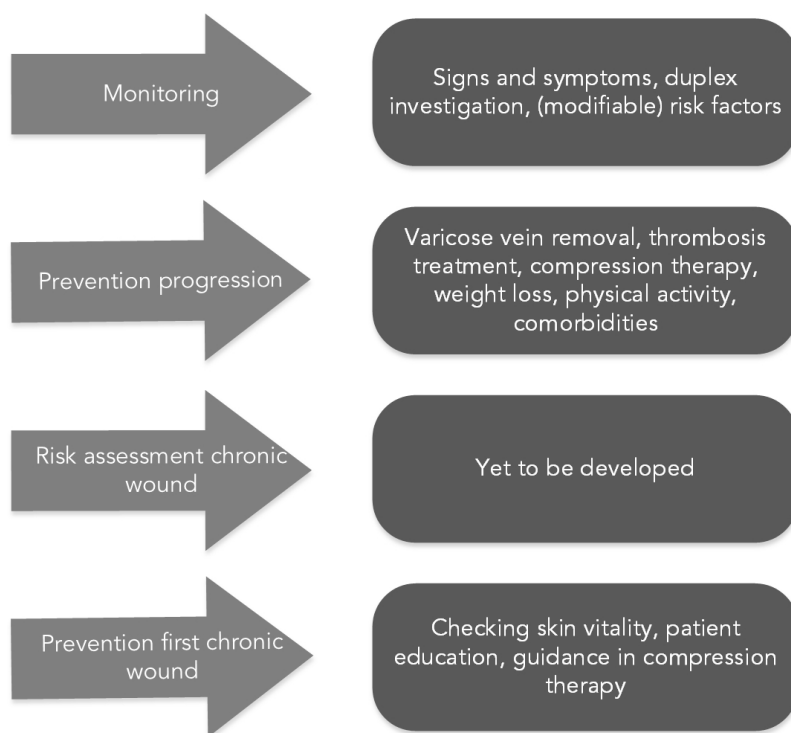 Monitoring
Signs and symptoms, duplex
investigation, (modifiable) risk factors
Prevention progression
Varicose vein removal, thrombosis
treatment, compression therapy,
weight loss, physical activity,
comorbidities
Risk assessment chronic
wound
Yet to be developed
Prevention first chronic
wound
Checking skin vitality, patient
education, guidance in compression
therapy